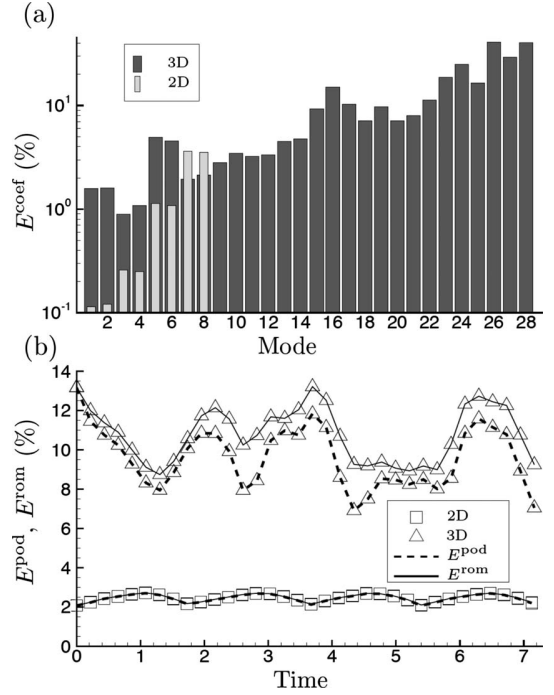 (a)
3D
2D
E^coef (%)
10^1
10^0
10^-1
2 4 6 8 10 12 14 16 18 20 22 24 26 28
Mode
(b)
E^pod, E^rom (%)
14
12
10
8
6
4
2
0
2D
3D
E^pod
E^rom
0 1 2 3 4 5 6 7
Time